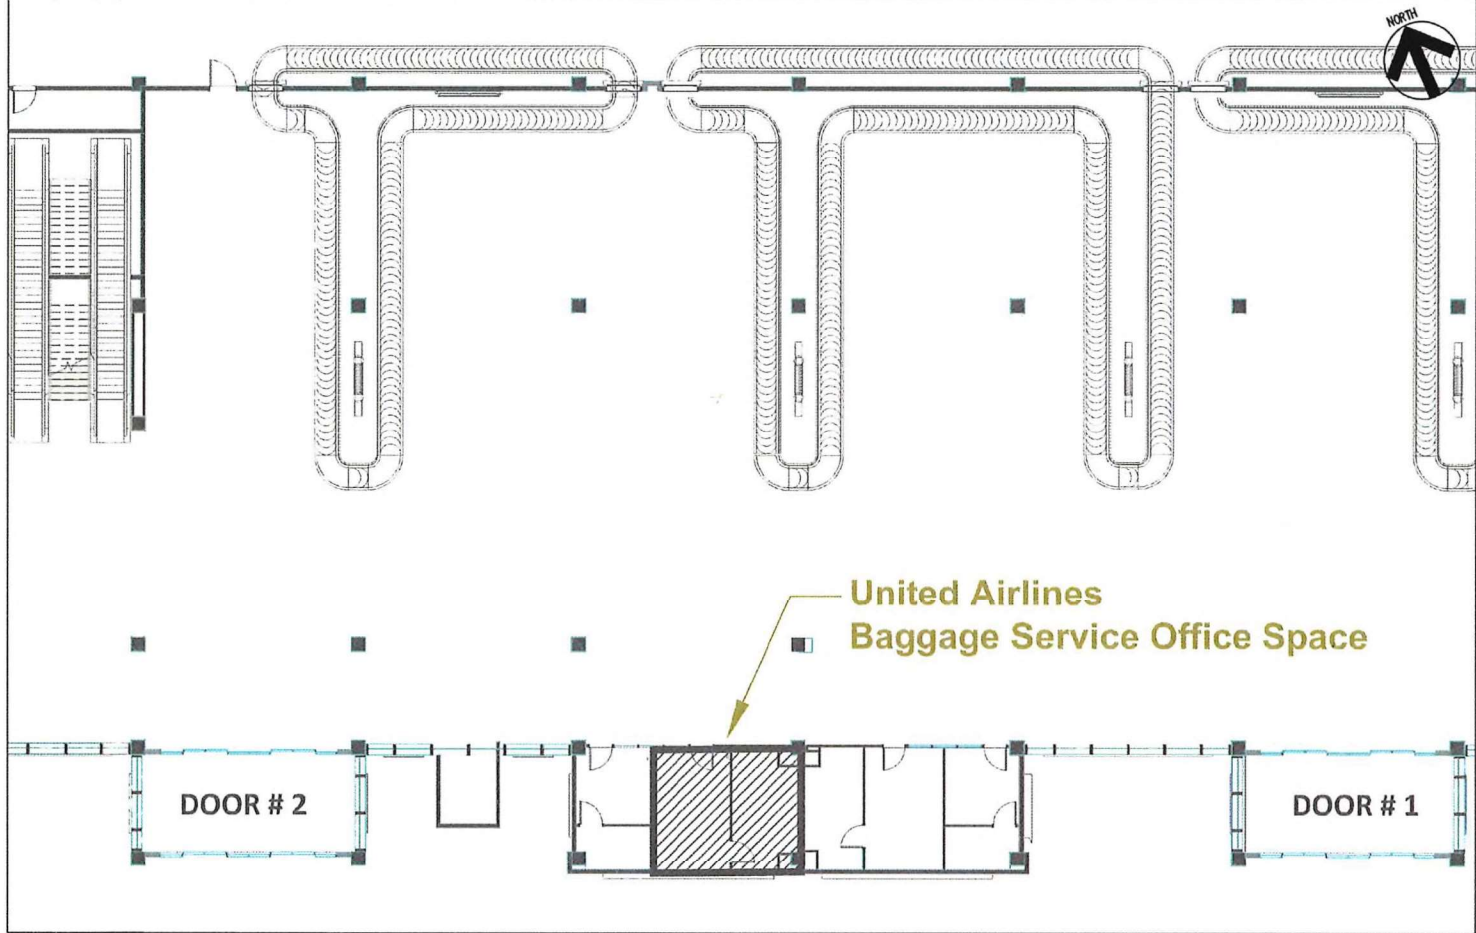 NORTH
United Airlines
Baggage Service Office Space
DOOR # 2
DOOR # 1